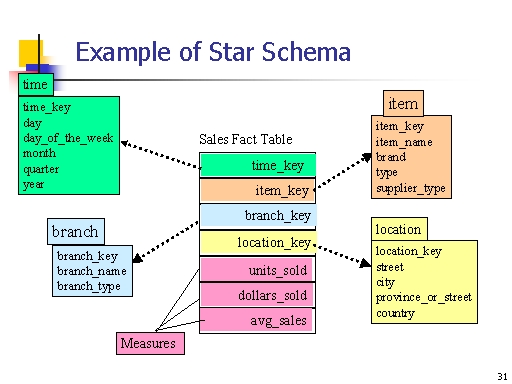 Example of Star Schema
time
time_key
day
day_of_the_week
month
quarter
year
item
item_key
item_name
brand
type
supplier_type
Sales Fact Table
time_key
item_key
branch_key
location_key
units_sold
dollars_sold
avg_sales
branch
branch_key
branch_name
branch_type
location
location_key
street
city
province_or_street
country
Measures
31